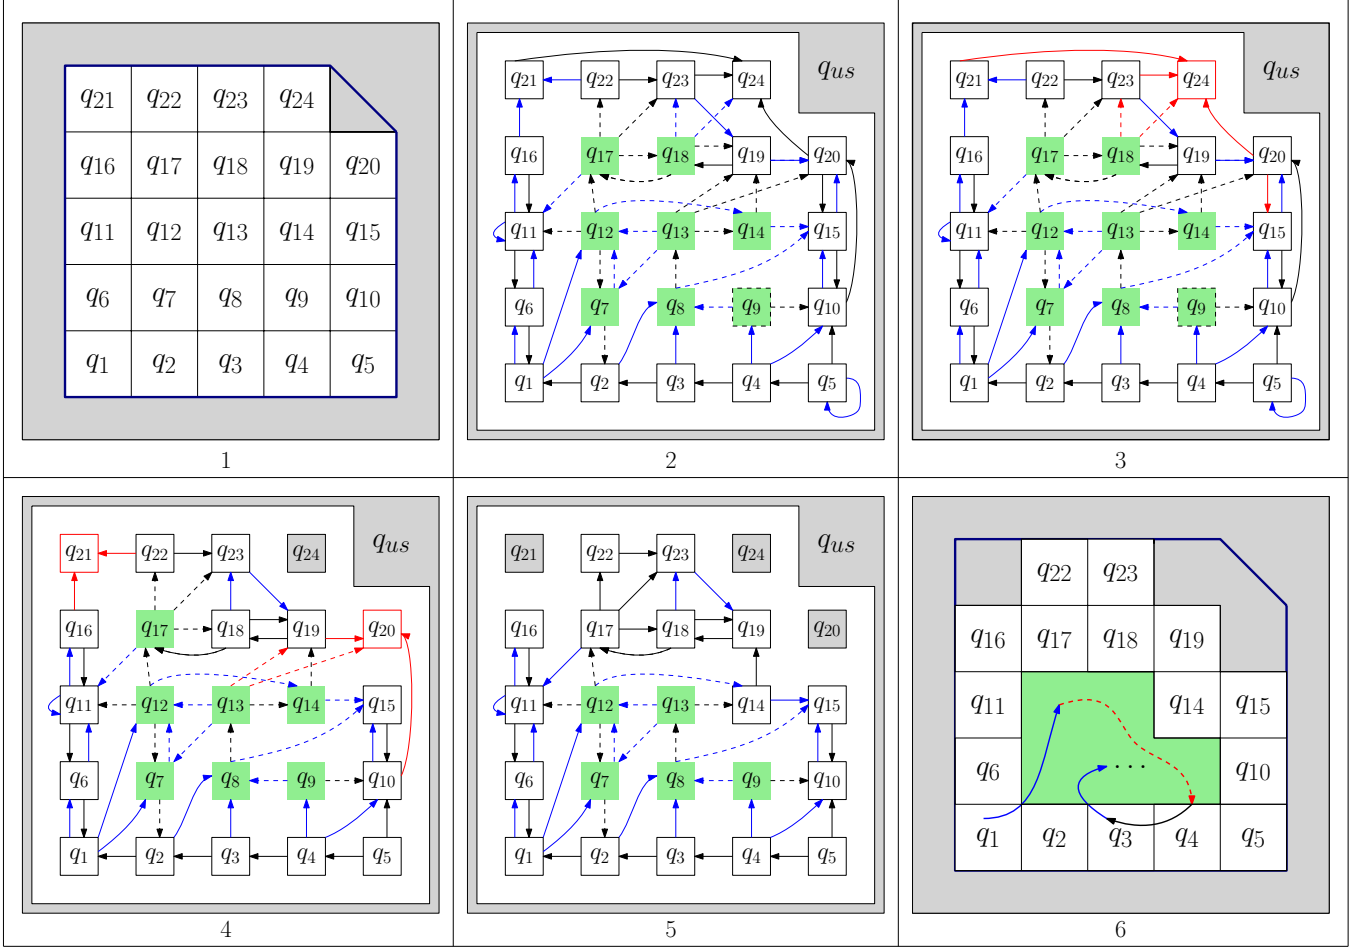 q21 q22 q23 q24
q16 q17 q18 q19 q20
q11 q12 q13 q14 q15
q6 q7 q8 q9 q10
q1 q2 q3 q4 q5
1
q21 q22 q23 q24 qus
q16 q17 q18 q19 q20
q11 q12 q13 q14 q15
q6 q7 q8 q9 q10
q1 q2 q3 q4 q5
2
q21 q22 q23 q24 qus
q16 q17 q18 q19 q20
q11 q12 q13 q14 q15
q6 q7 q8 q9 q10
q1 q2 q3 q4 q5
3
q21 q22 q23 q24 qus
q16 q17 q18 q19 q20
q11 q12 q13 q14 q15
q6 q7 q8 q9 q10
q1 q2 q3 q4 q5
4
q21 q22 q23 q24 qus
q16 q17 q18 q19 q20
q11 q12 q13 q14 q15
q6 q7 q8 q9 q10
q1 q2 q3 q4 q5
5
q22 q23
q16 q17 q18 q19
q11 q14 q15
q6 ... q10
q1 q2 q3 q4 q5
6